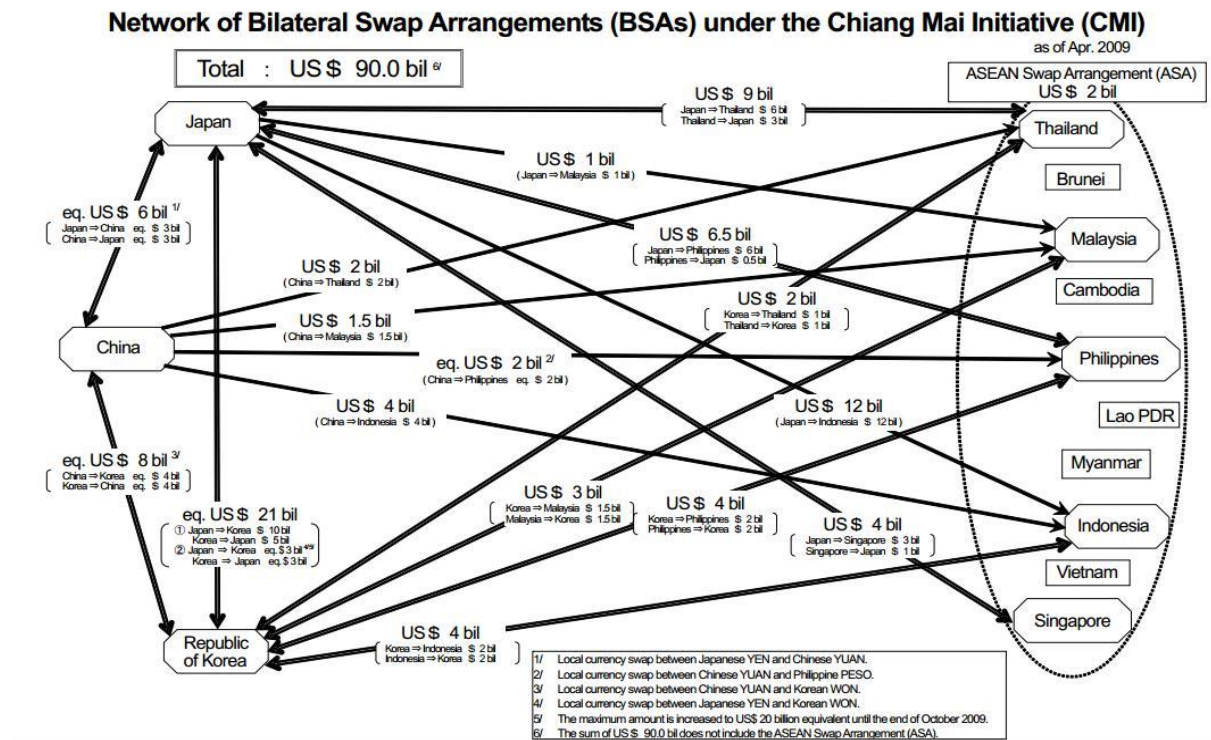 Network of Bilateral Swap Arrangements (BSAs) under the Chiang Mai Initiative (CMI)
as of Apr. 2009
Total : US $ 90.0 bil 6/
ASEAN Swap Arrangement (ASA)
US $ 2 bil
Japan
US $ 9 bil
Japan ⇒ Thailand $ 6 bil
Thailand ⇒ Japan $ 3 bil
Thailand
Brunei
US $ 1 bil
( Japan ⇒ Malaysia $ 1 bil )
eq. US $ 6 bil 1/
Japan ⇒ China eq. $ 3 bil
China ⇒ Japan eq. $ 3 bil
US $ 6.5 bil
Japan ⇒ Philippines $ 6 bil
Philippines ⇒ Japan $ 0.5 bil
Malaysia
US $ 2 bil
(China ⇒ Thailand $ 2 bil)
US $ 2 bil
Korea ⇒ Thailand $ 1 bil
Thailand ⇒ Korea $ 1 bil
Cambodia
US $ 1.5 bil
(China ⇒ Malaysia $ 1.5 bil)
China
eq. US $ 2 bil 2/
(China ⇒ Philippines eq. $ 2 bil )
Philippines
US $ 4 bil
(China ⇒ Indonesia $ 4 bil)
US $ 12 bil
(Japan ⇒ Indonesia $ 12 bil)
Lao PDR
Myanmar
eq. US $ 8 bil 3/
China ⇒ Korea eq. $ 4 bil
Korea ⇒ China eq. $ 4 bil
eq. US $ 21 bil
① Japan ⇒ Korea $ 10 bil
Korea ⇒ Japan $ 5 bil
② Japan ⇒ Korea eq. $ 3 bil 4/5/
Korea ⇒ Japan eq. $ 3 bil
US $ 3 bil
Korea ⇒ Malaysia $ 1.5 bil
Malaysia ⇒ Korea $ 1.5 bil
US $ 4 bil
Korea ⇒ Philippines $ 2 bil
Philippines ⇒ Korea $ 2 bil
US $ 4 bil
Japan ⇒ Singapore $ 3 bil
Singapore ⇒ Japan $ 1 bil
Indonesia
Vietnam
Singapore
Republic
of Korea
US $ 4 bil
Korea ⇒ Indonesia $ 2 bil
Indonesia ⇒ Korea $ 2 bil
1/ Local currency swap between Japanese YEN and Chinese YUAN.
2/ Local currency swap between Chinese YUAN and Philippine PESO.
3/ Local currency swap between Chinese YUAN and Korean WON.
4/ Local currency swap between Japanese YEN and Korean WON.
5/ The maximum amount is increased to US$ 20 billion equivalent until the end of October 2009.
6/ The sum of US $ 90.0 bil does not include the ASEAN Swap Arrangement (ASA).